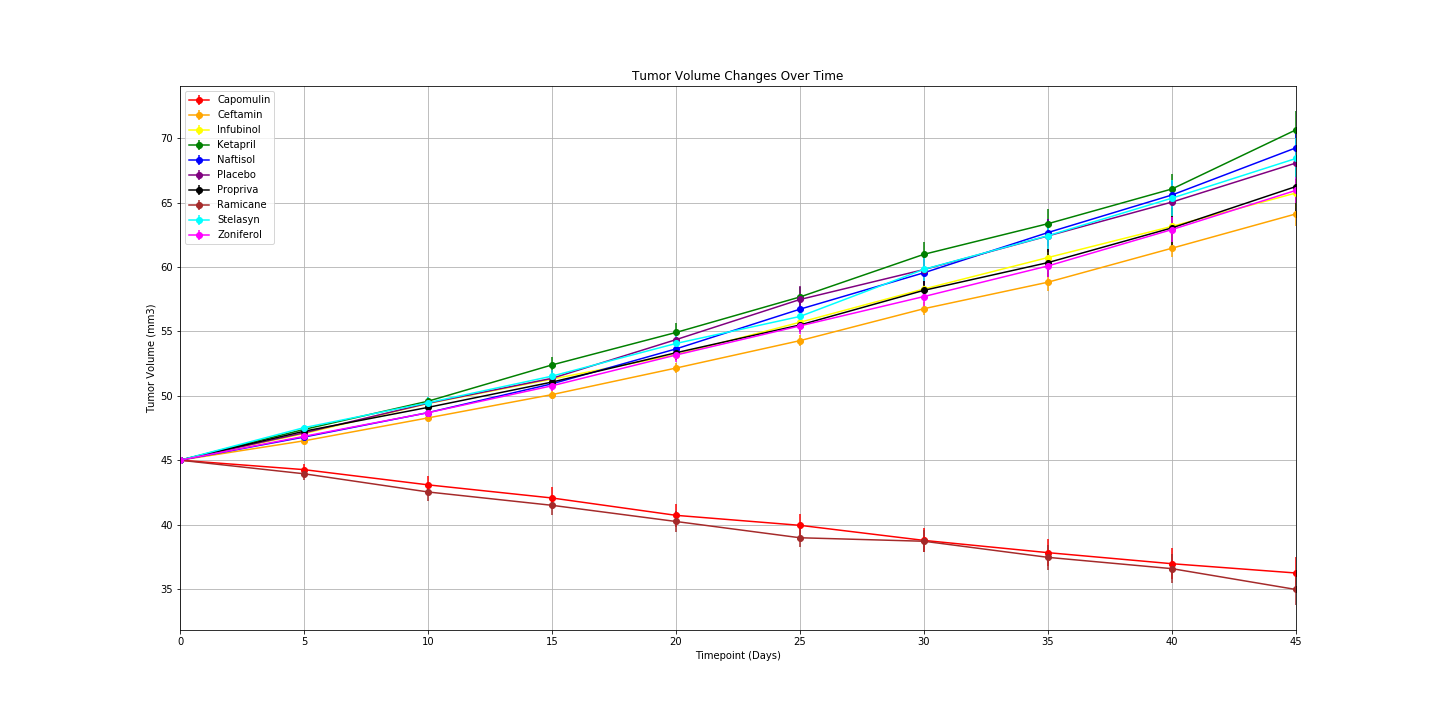 Tumor Volume Changes Over Time
Capomulin
Ceftamin
Infubinol
Ketapril
Naftisol
Placebo
Propriva
Ramicane
Stelasyn
Zoniferol
Tumor Volume (mm3)
70
65
60
55
50
45
40
35
0 5 10 15 20 25 30 35 40 45
Timepoint (Days)